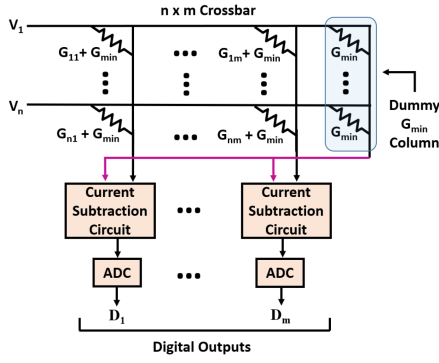 n x m Crossbar
V1
G11 + Gmin
G1m + Gmin
Gmin
Vn
Gn1 + Gmin
Gnm + Gmin
Gmin
Dummy
Gmin
Column
Current
Subtraction
Circuit
Current
Subtraction
Circuit
ADC
ADC
D1
Dm
Digital Outputs